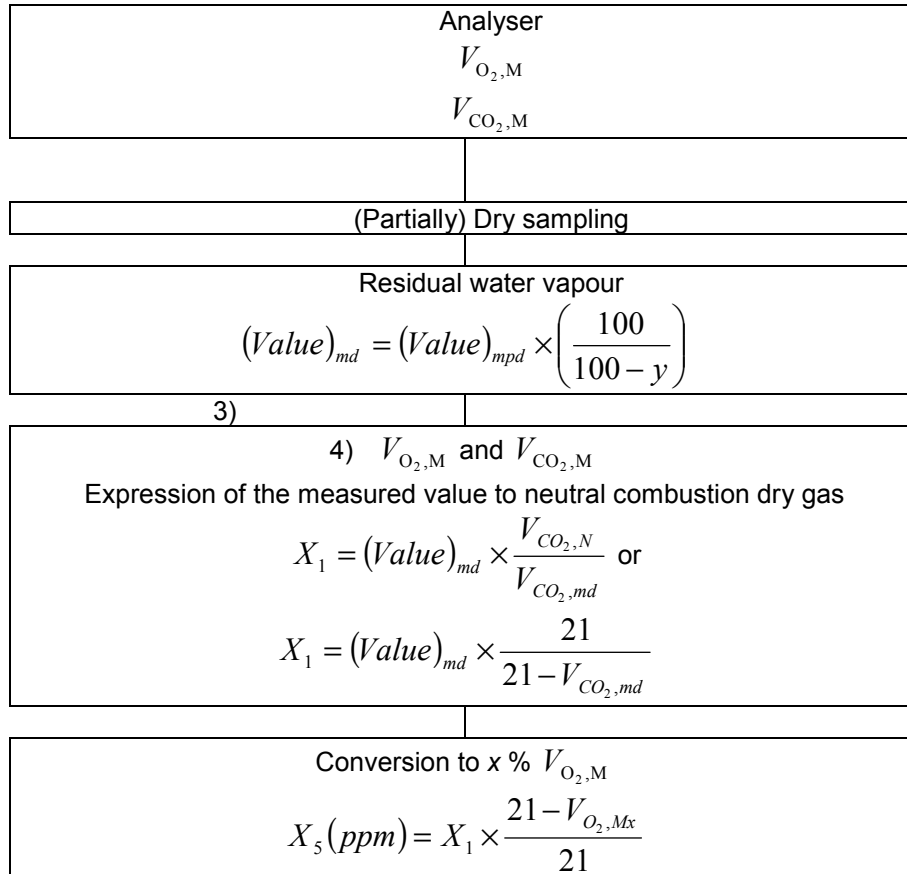 Analyser
V_{O_2,M}
V_{CO_2,M}
(Partially) Dry sampling
Residual water vapour
(Value)_{md} = (Value)_{mpd} × (100 / (100 − y))
3)
4) V_{O_2,M} and V_{CO_2,M}
Expression of the measured value to neutral combustion dry gas
X_1 = (Value)_{md} × V_{CO_2,N} / V_{CO_2,md} or
X_1 = (Value)_{md} × 21 / (21 − V_{CO_2,md})
Conversion to x % V_{O_2,M}
X_5(ppm) = X_1 × (21 − V_{O_2,Mx}) / 21